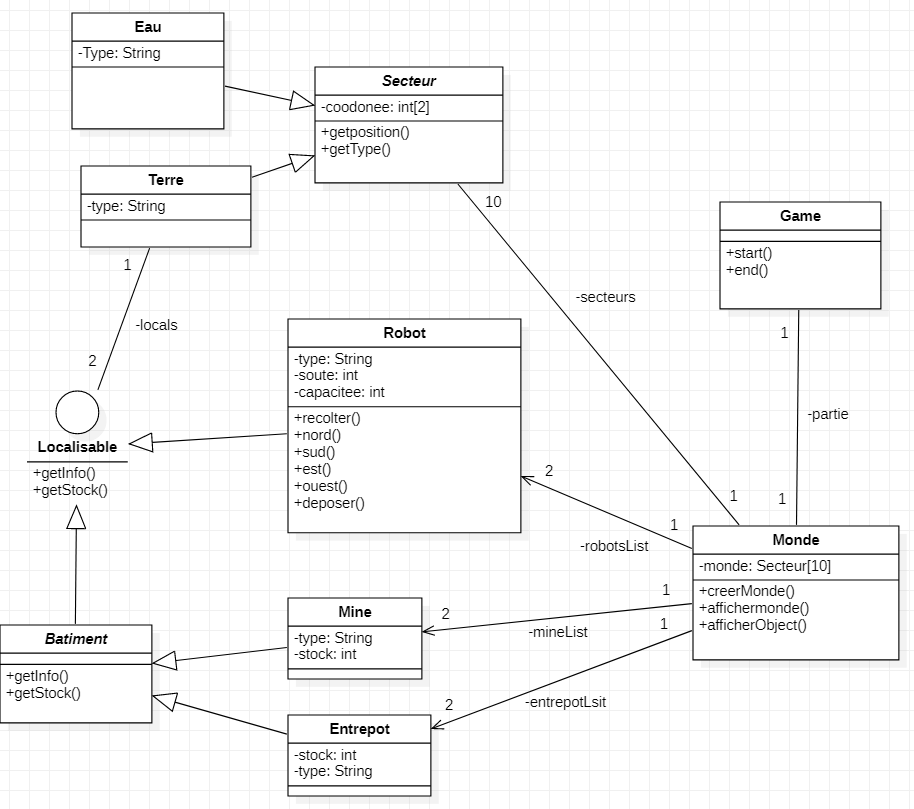 Eau
-Type: String
Secteur
-coodonee: int[2]
+getposition()
+getType()
Terre
-type: String
10
1
Game
+start()
+end()
-secteurs
-locals
Robot
-type: String
-soute: int
-capacitee: int
+recolter()
+nord()
+sud()
+est()
+ouest()
+deposer()
1
2
-partie
Localisable
+getInfo()
+getStock()
2
1
1
1
-robotsList
Monde
-monde: Secteur[10]
+creerMonde()
+affichermonde()
+afficherObject()
Mine
-type: String
-stock: int
2
1
-mineList
1
Batiment
+getInfo()
+getStock()
2
-entrepotLsit
Entrepot
-stock: int
-type: String